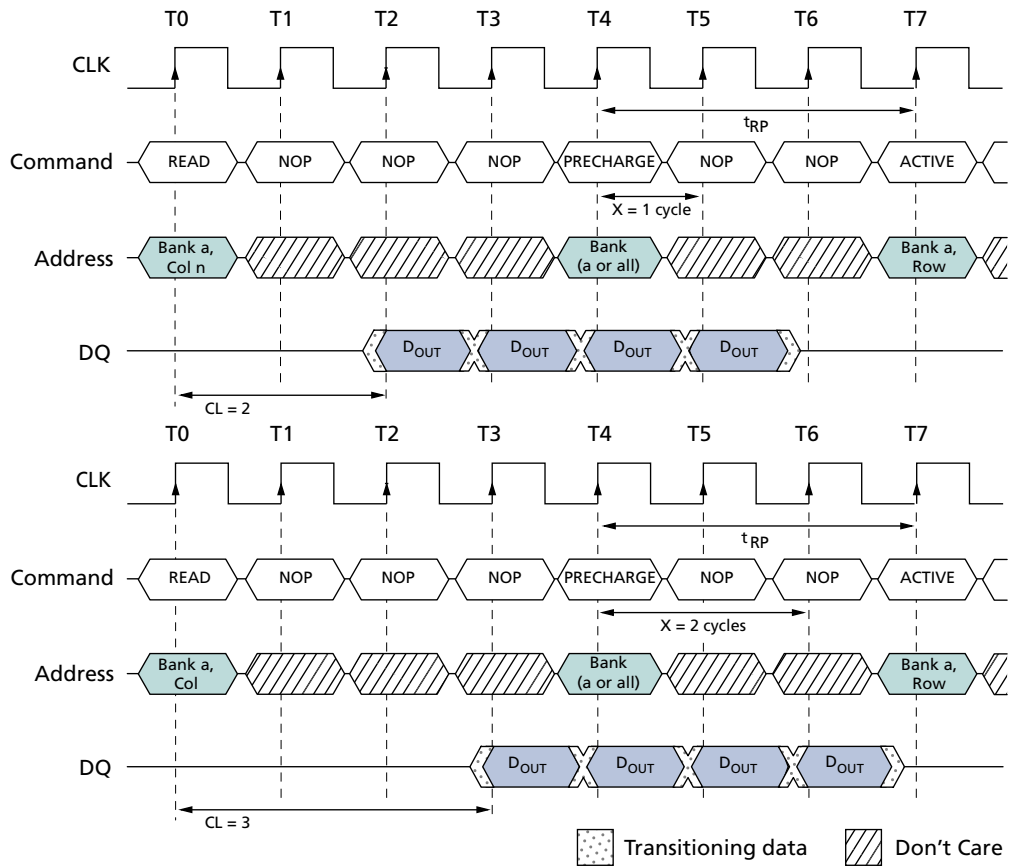 T0 T1 T2 T3 T4 T5 T6 T7
CLK
tRP
Command READ NOP NOP NOP PRECHARGE NOP NOP ACTIVE
X = 1 cycle
Address Bank a, Col n Bank (a or all) Bank a, Row
DQ DOUT DOUT DOUT DOUT
CL = 2
T0 T1 T2 T3 T4 T5 T6 T7
CLK
tRP
Command READ NOP NOP NOP PRECHARGE NOP NOP ACTIVE
X = 2 cycles
Address Bank a, Col Bank (a or all) Bank a, Row
DQ DOUT DOUT DOUT DOUT
CL = 3
Transitioning data Don't Care